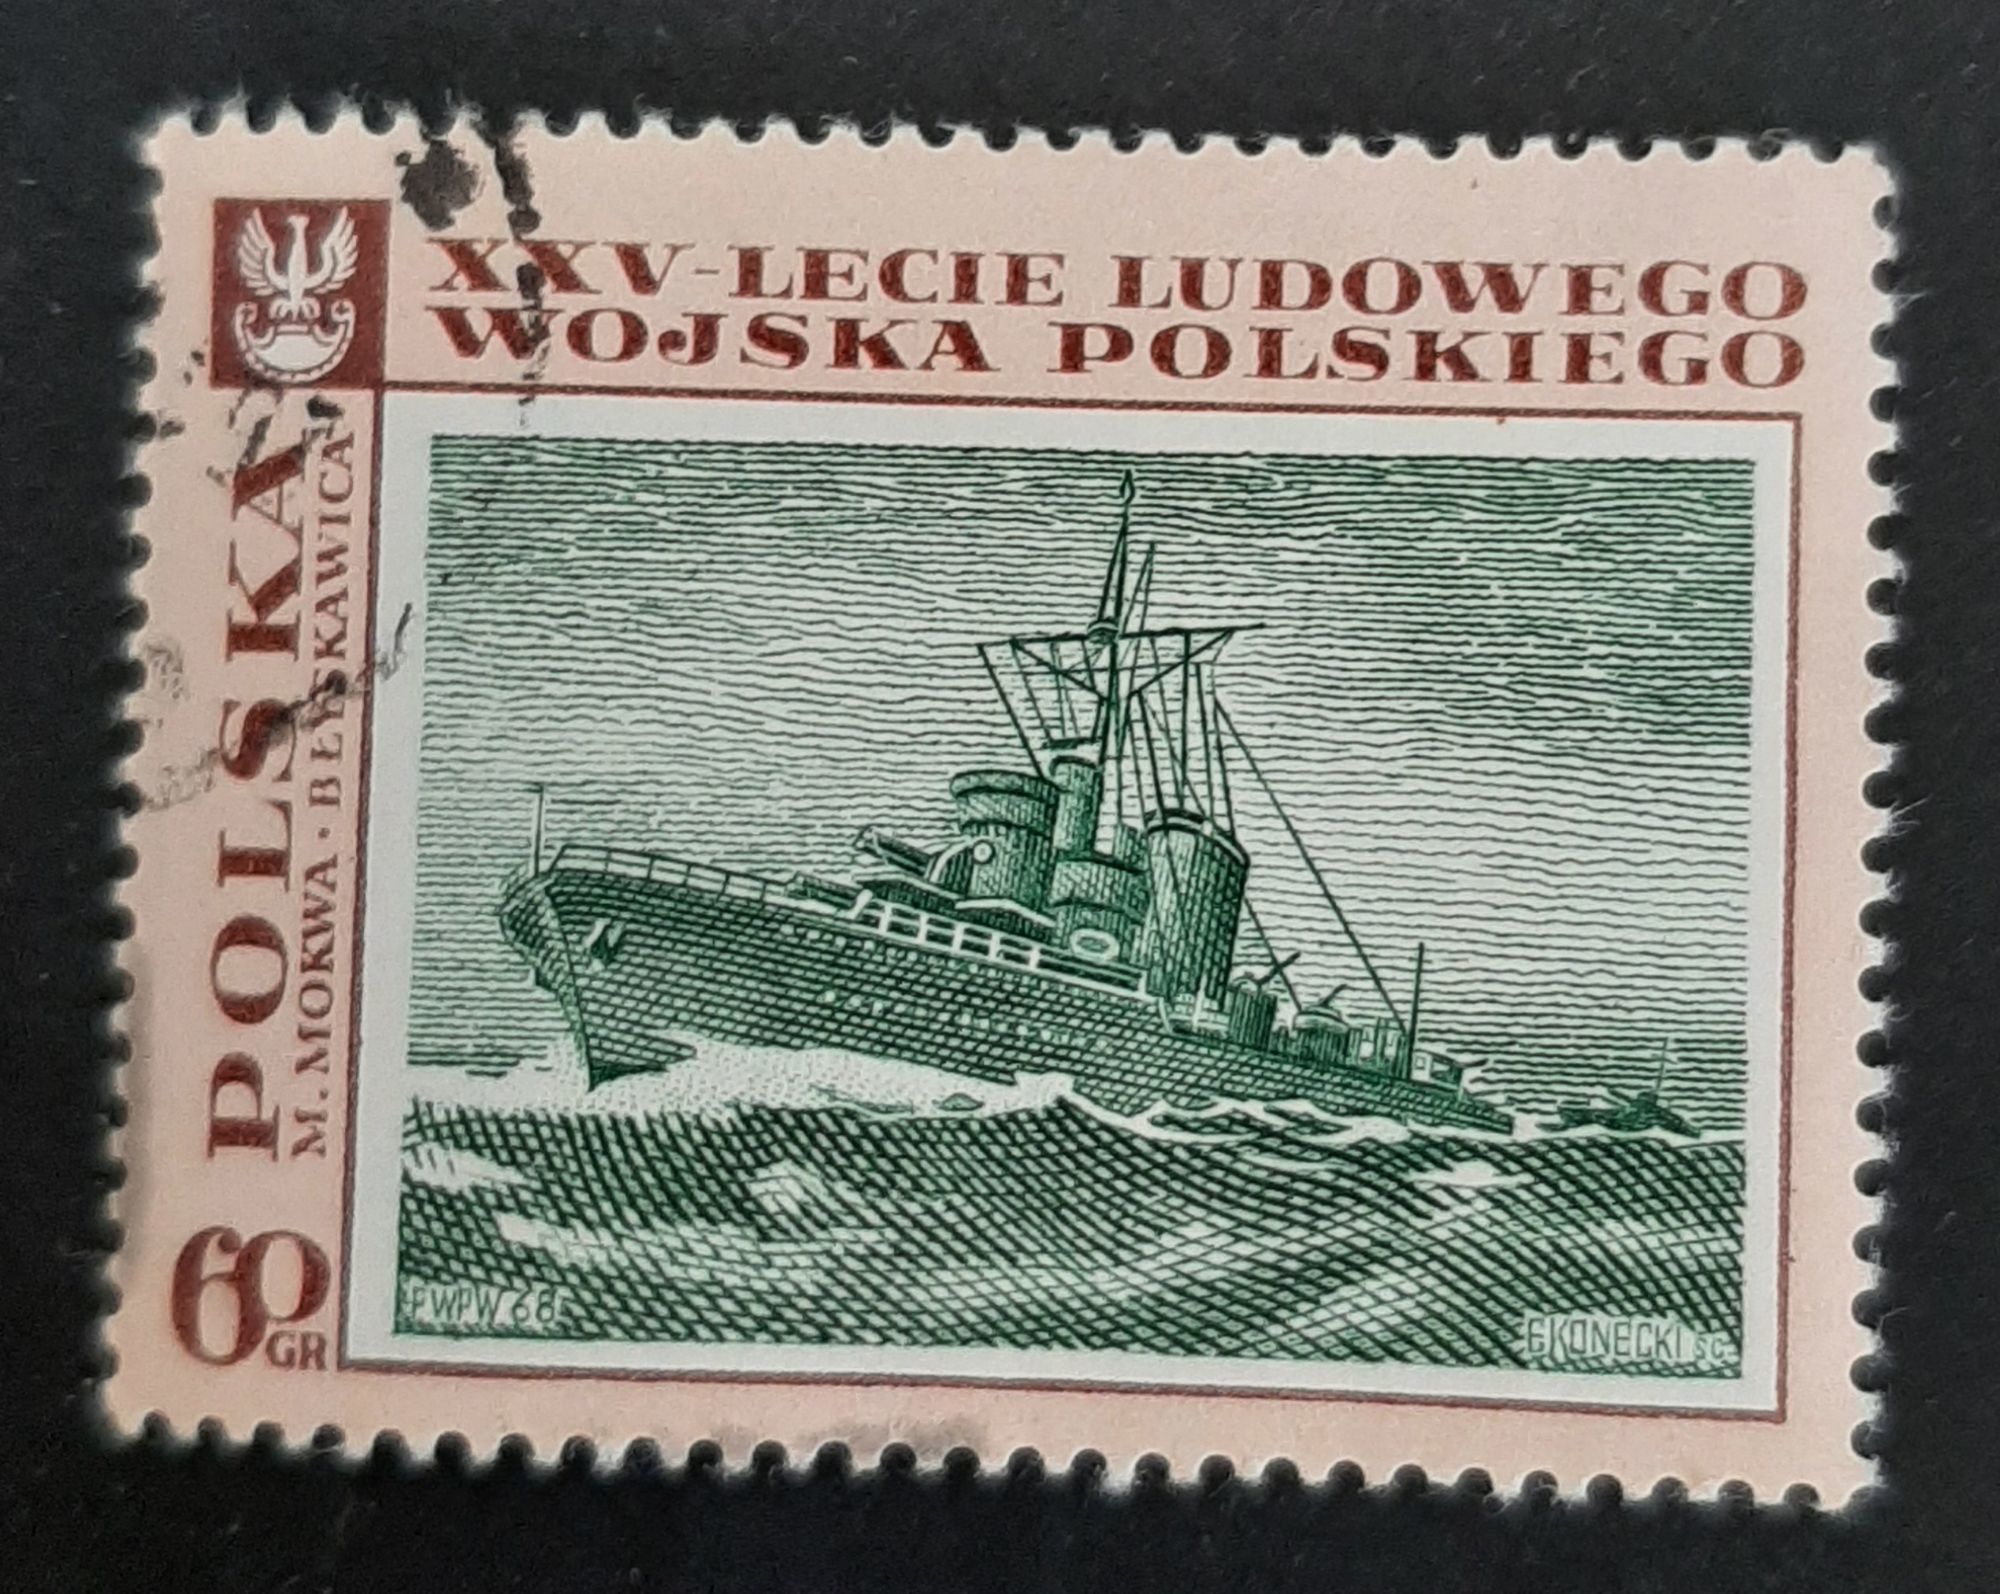 XXV-LECIE LUDOWEGO
WOJSKA POLSKIEGO
POLSKA
M. MOKWA · BŁYSKAWICA
60
GR
PWPW 68
E KONECKI SC.